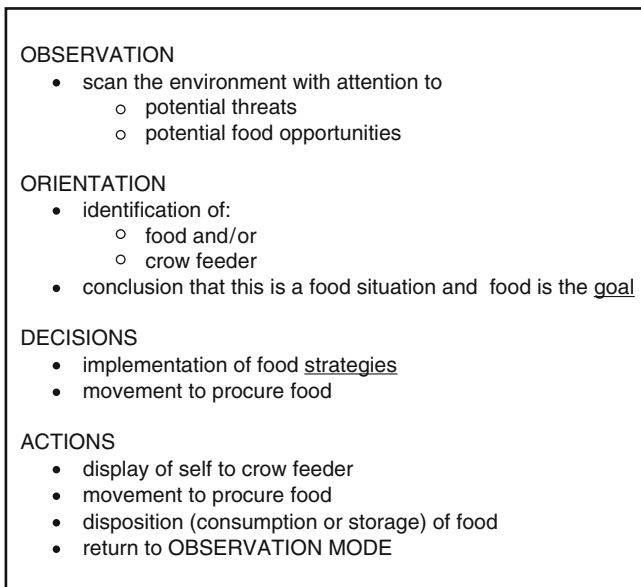 OBSERVATION
• scan the environment with attention to
o potential threats
o potential food opportunities
ORIENTATION
• identification of:
o food and/or
o crow feeder
• conclusion that this is a food situation and food is the goal
DECISIONS
• implementation of food strategies
• movement to procure food
ACTIONS
• display of self to crow feeder
• movement to procure food
• disposition (consumption or storage) of food
• return to OBSERVATION MODE